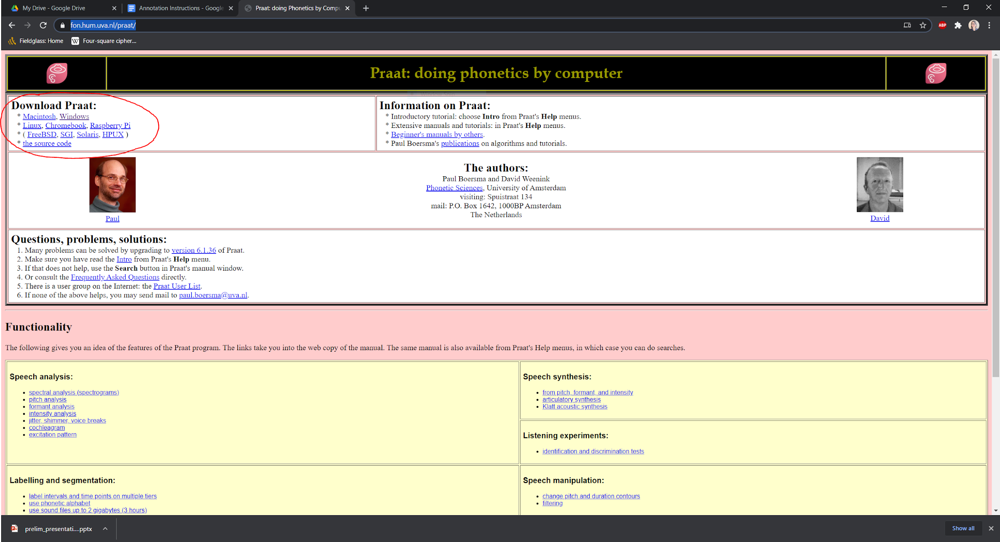 My Drive - Google Drive
Annotation Instructions - Google
Praat: doing Phonetics by Compu
fon.hum.uva.nl/praat/
ABP
Fieldglass: Home
W Four-square cipher...
Praat: doing phonetics by computer
Window Snip
Download Praat:
* Macintosh, Windows
* Linux, Chromebook, Raspberry Pi
* ( FreeBSD, SGI, Solaris, HPUX )
* the source code
Information on Praat:
* Introductory tutorial: choose Intro from Praat's Help menus.
* Extensive manuals and tutorials: in Praat's Help menus.
* Beginner's manuals by others.
* Paul Boersma's publications on algorithms and tutorials.
Paul
The authors:
Paul Boersma and David Weenink
Phonetic Sciences, University of Amsterdam
visiting: Spuistraat 134
mail: P.O. Box 1642, 1000BP Amsterdam
The Netherlands
David
Questions, problems, solutions:
1. Many problems can be solved by upgrading to version 6.1.36 of Praat.
2. Make sure you have read the Intro from Praat's Help menu.
3. If that does not help, use the Search button in Praat's manual window.
4. Or consult the Frequently Asked Questions directly.
5. There is a user group on the Internet: the Praat User List.
6. If none of the above helps, you may send mail to paul.boersma@uva.nl.
Functionality
The following gives you an idea of the features of the Praat program. The links take you into the web copy of the manual. The same manual is also available from Praat's Help menus, in which case you can do searches.
Speech analysis:
• spectral analysis (spectrograms)
• pitch analysis
• formant analysis
• intensity analysis
• jitter, shimmer, voice breaks
• cochleagram
• excitation pattern
Speech synthesis:
• from pitch, formant, and intensity
• articulatory synthesis
• Klatt acoustic synthesis
Listening experiments:
• identification and discrimination tests
Labelling and segmentation:
• label intervals and time points on multiple tiers
• use phonetic alphabet
• use sound files up to 2 gigabytes (3 hours)
Speech manipulation:
• change pitch and duration contours
• filtering
prelim_presentati....pptx
Show all